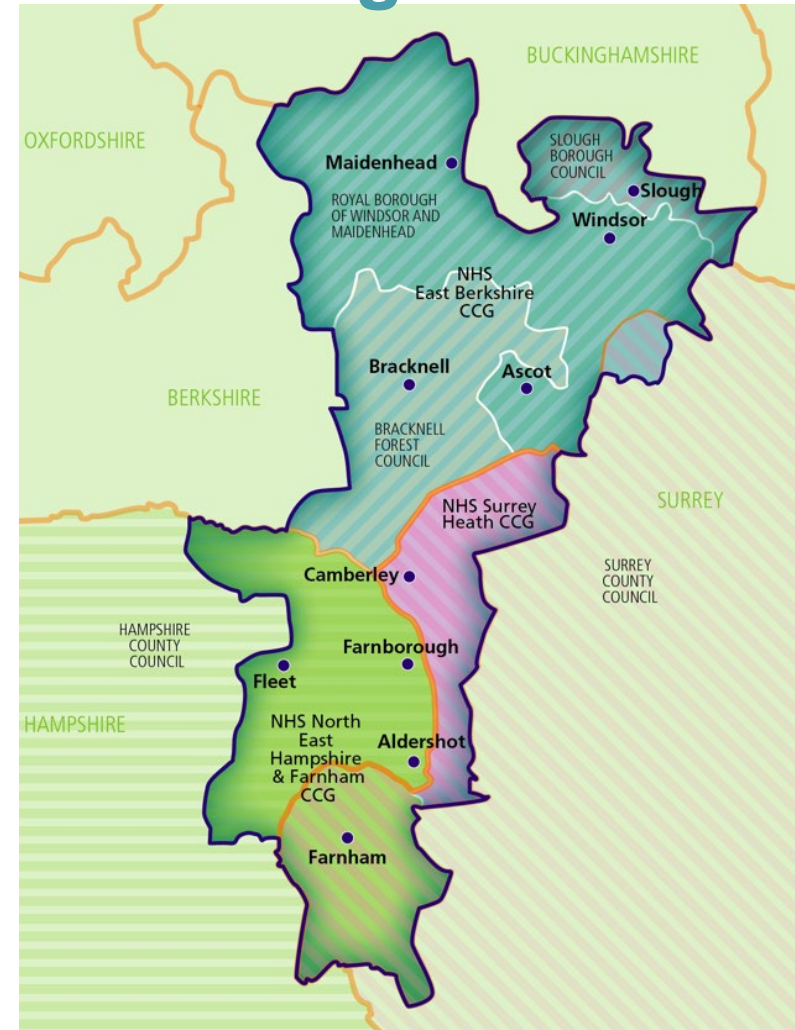 BUCKINGHAMSHIRE
OXFORDSHIRE
SLOUGH
BOROUGH
COUNCIL
Maidenhead
Slough
ROYAL BOROUGH
OF WINDSOR AND
MAIDENHEAD
Windsor
NHS
East Berkshire
CCG
Bracknell
Ascot
BERKSHIRE
BRACKNELL
FOREST
COUNCIL
NHS Surrey
Heath CCG
SURREY
SURREY
COUNTY
COUNCIL
Camberley
HAMPSHIRE
COUNTY
COUNCIL
Farnborough
Fleet
HAMPSHIRE
NHS North
East
Hampshire
& Farnham
CCG
Aldershot
Farnham